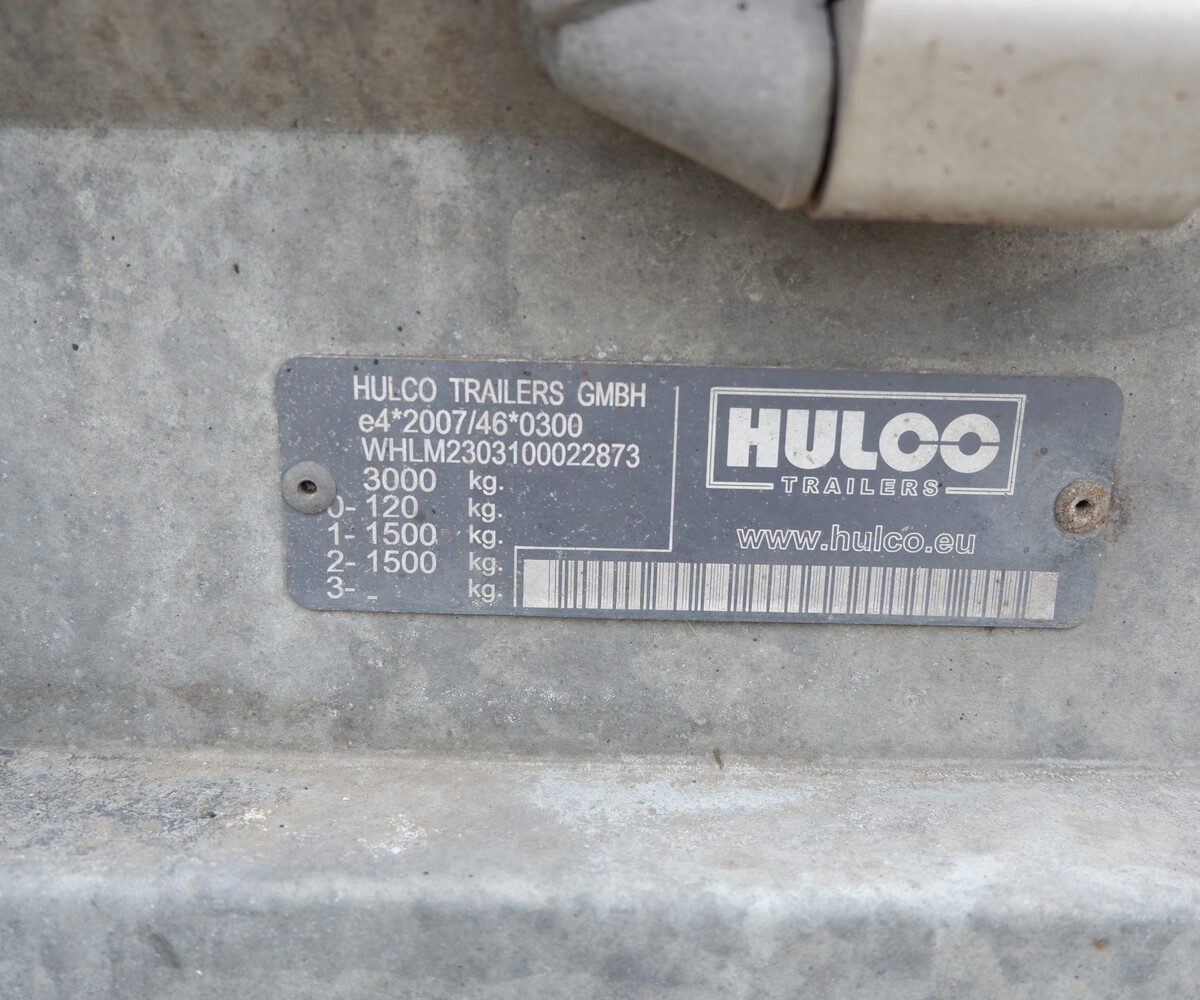 HULCO TRAILERS GMBH
e4*2007/46*0300
WHLM2303100022873
3000 kg.
0- 120 kg.
1- 1500 kg.
2- 1500 kg.
3- - kg.
HULCO
TRAILERS
www.hulco.eu